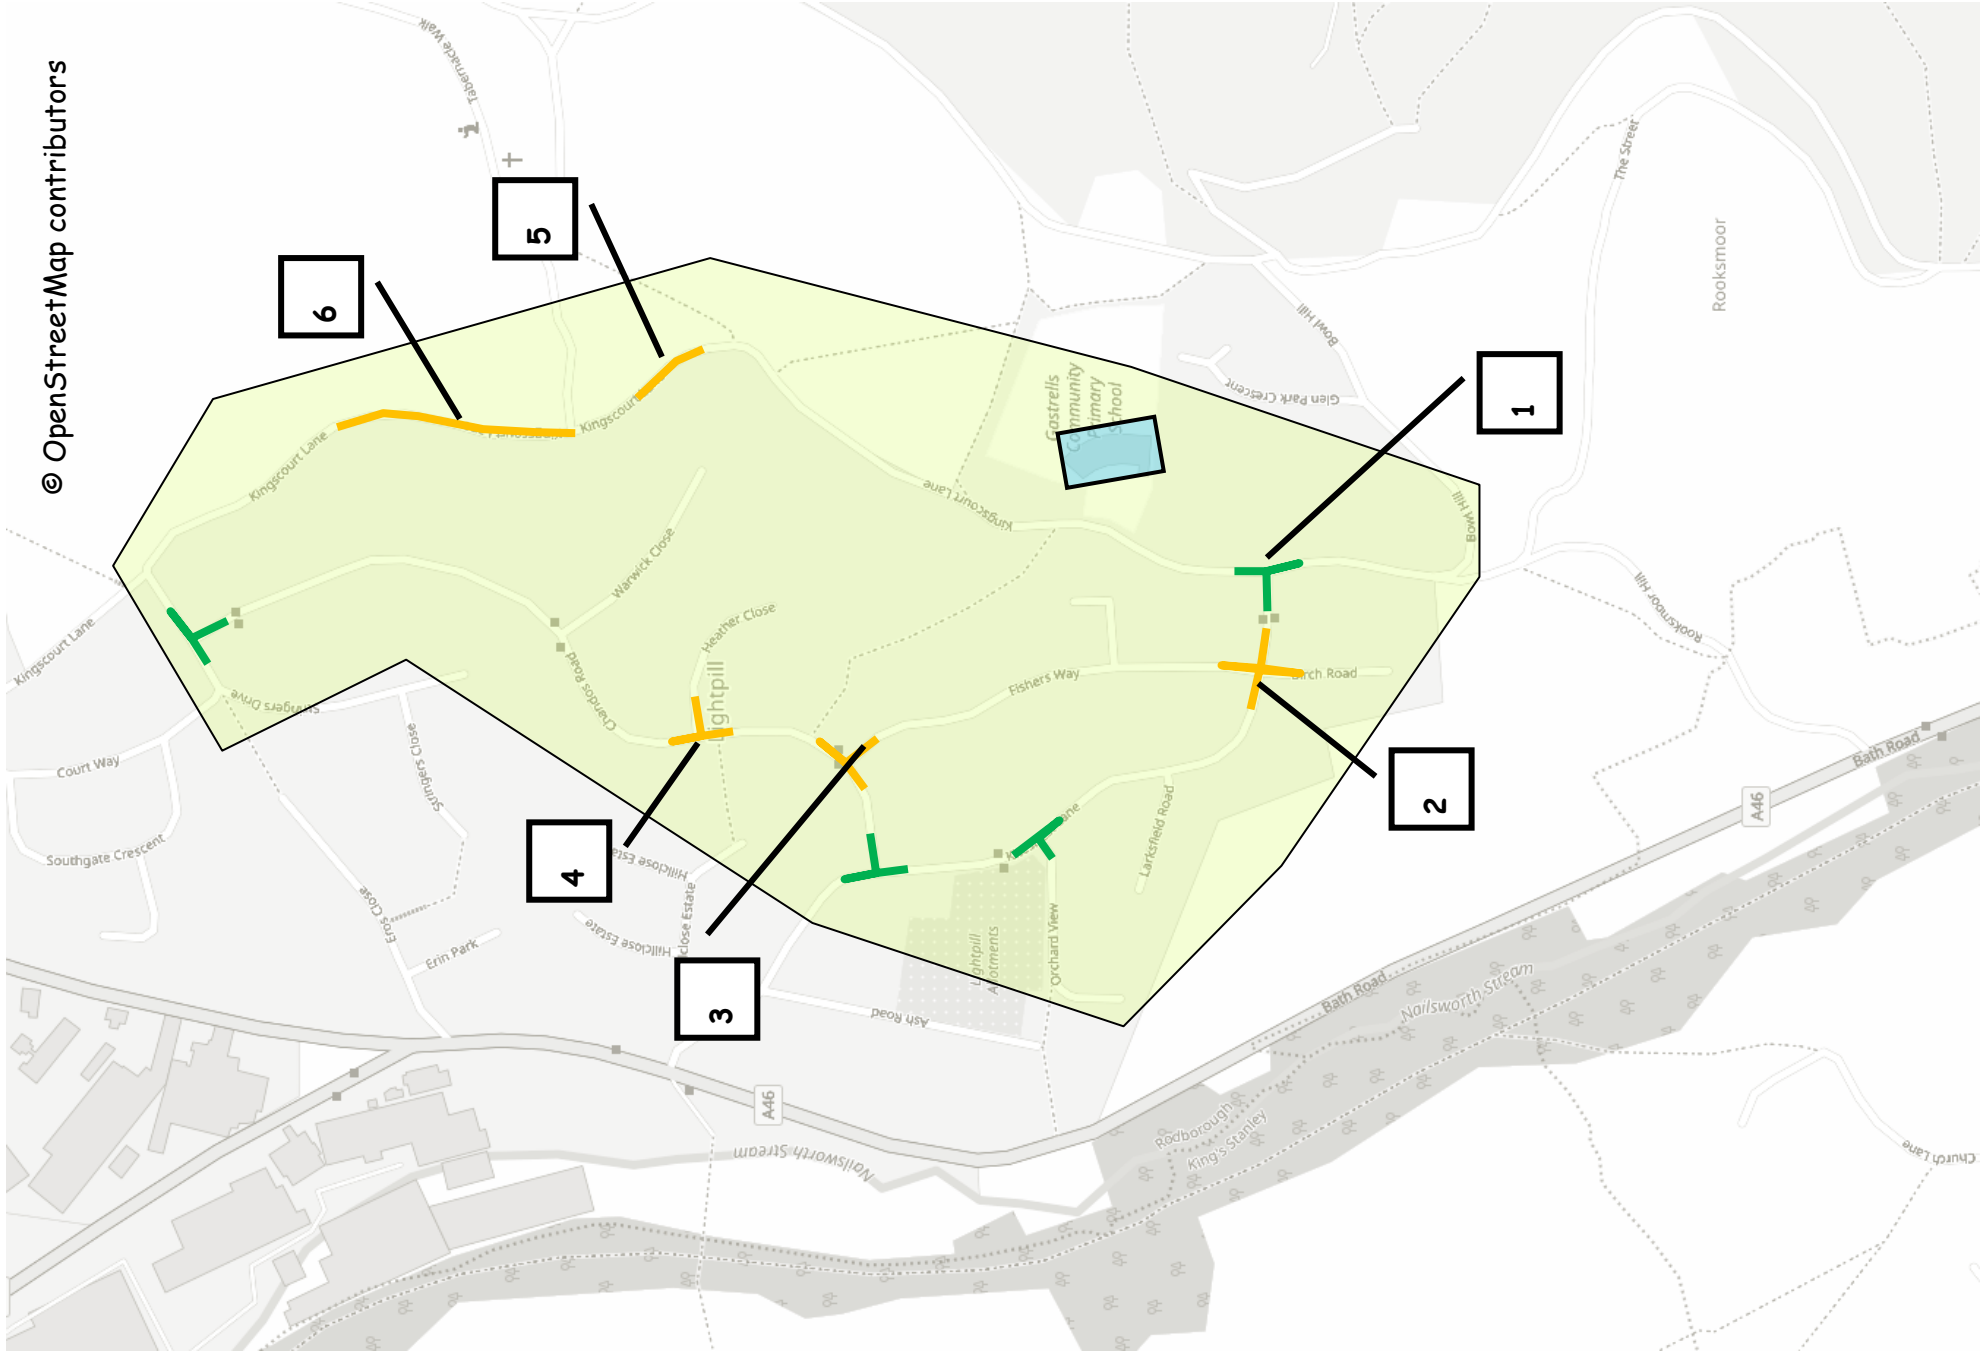 © OpenStreetMap contributors
Tabernacle Walk
5
6
The Street
Rooksmoor
Bowl Hill
Glen Park Crescent
Gastrells
Community
Primary
School
1
Kingscourt Lane
Kingscourt
Kingscourt Lane
Bowl Hill
Warwick Close
Heather Close
Kingscourt Lane
Rooksmoor Hill
Chandos Road
Lightpill
Fishers Way
Birch Road
Stringers Drive
Court Way
Stringers Close
Southgate Crescent
Hillclose Estate
4
2
Larksfield Road
Lane
Bath Road
A46
Eros Close
Erin Park
Hillclose Estate
close Estate
Lightpill
Allotments
Orchard View
3
Ash Road
Bath Road
Nailsworth Stream
A46
Rodborough
King's Stanley
Nailsworth Stream
Church Lane